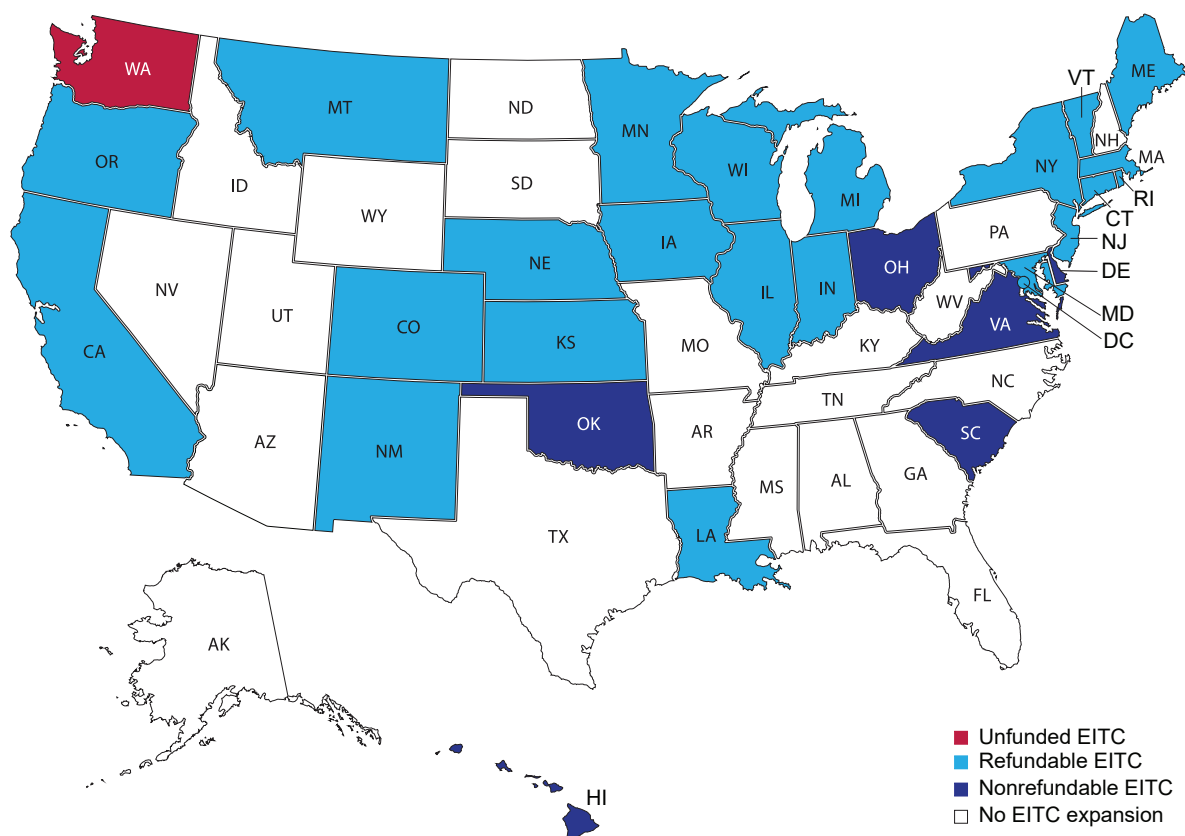 WA
MT
ND
MN
VT
ME
OR
ID
SD
WI
MI
NY
NH
MA
WY
RI
CT
IA
NE
PA
NJ
NV
OH
DE
UT
CO
IL
IN
WV
MD
CA
KS
MO
KY
VA
DC
NC
TN
AZ
NM
OK
AR
SC
MS
AL
GA
TX
LA
FL
AK
HI
Unfunded EITC
Refundable EITC
Nonrefundable EITC
No EITC expansion